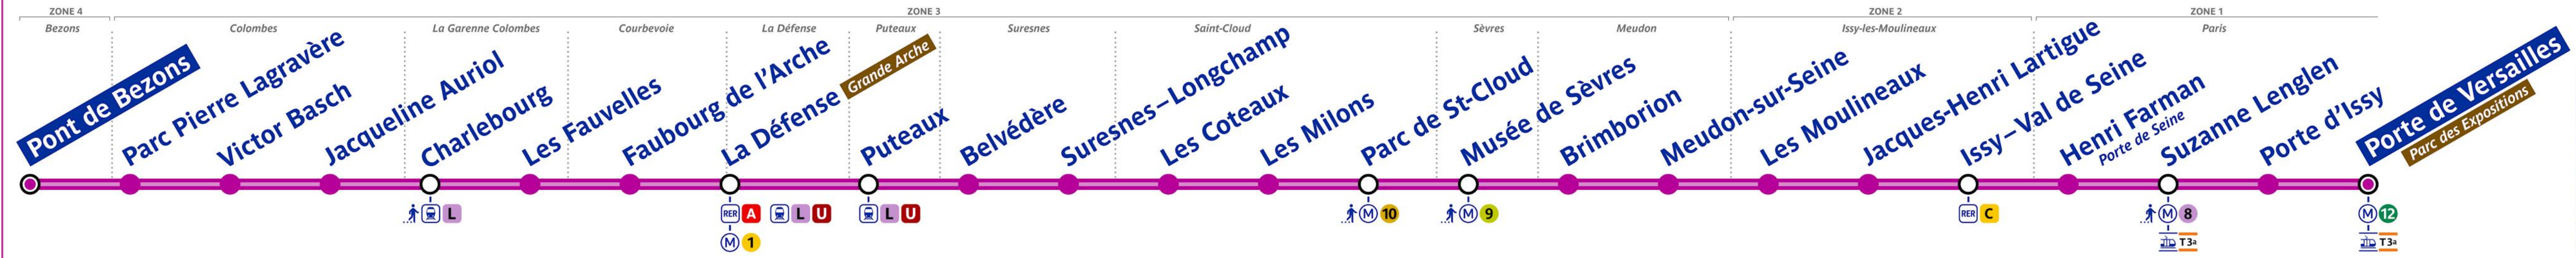 ZONE 4
ZONE 3
ZONE 2
ZONE 1
Bezons
Colombes
La Garenne Colombes
Courbevoie
La Défense
Puteaux
Suresnes
Saint-Cloud
Sèvres
Meudon
Issy-les-Moulineaux
Paris
Pont de Bezons
Parc Pierre Lagravère
Victor Basch
Jacqueline Auriol
Charlebourg
Les Fauvelles
Faubourg de l'Arche
La Défense
Grande Arche
Puteaux
Belvédère
Suresnes–Longchamp
Les Coteaux
Les Milons
Parc de St-Cloud
Musée de Sèvres
Brimborion
Meudon-sur-Seine
Les Moulineaux
Jacques-Henri Lartigue
Issy–Val de Seine
Henri Farman
Porte de Seine
Suzanne Lenglen
Porte d'Issy
Porte de Versailles
Parc des Expositions
L
RER A L U
M 1
L U
M 10
M 9
RER C
M 8
T3a
M 12
T3a